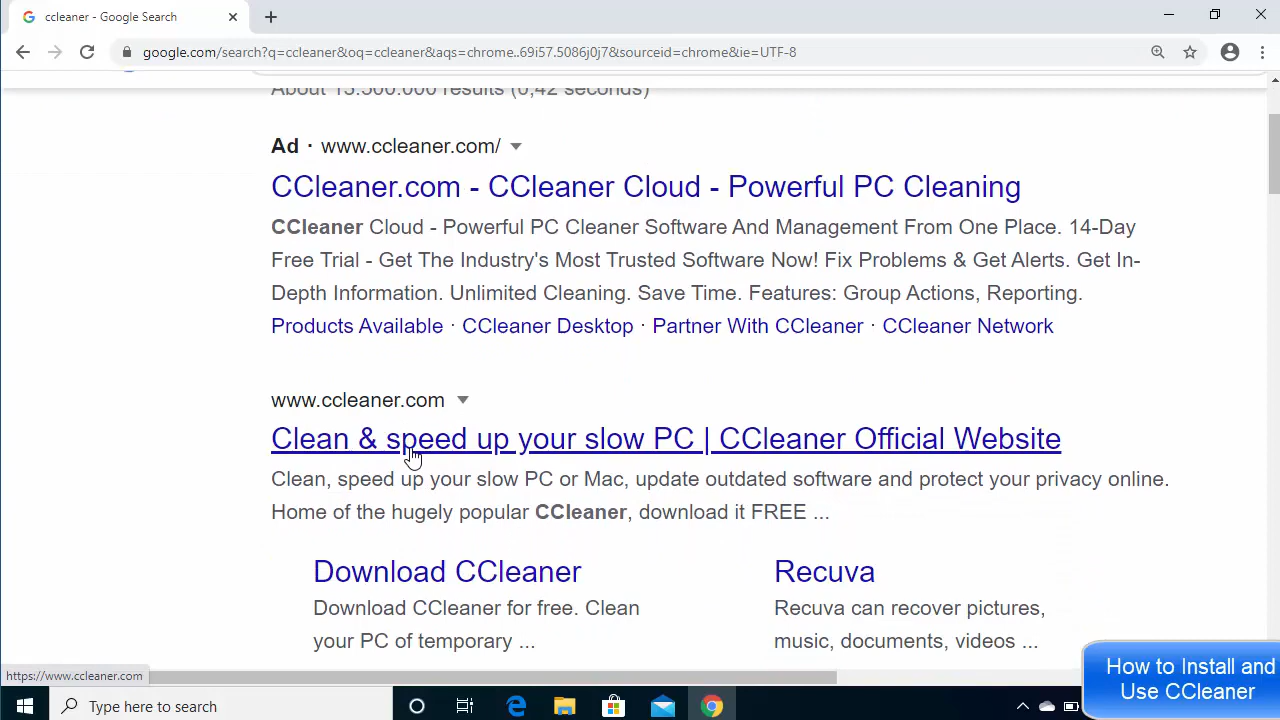 ccleaner - Google Search
google.com/search?q=ccleaner&oq=ccleaner&aqs=chrome..69i57.5086j0j7&sourceid=chrome&ie=UTF-8
About 13.500.000 results (0,42 seconds)
Ad · www.ccleaner.com/
CCleaner.com - CCleaner Cloud - Powerful PC Cleaning
CCleaner Cloud - Powerful PC Cleaner Software And Management From One Place. 14-Day
Free Trial - Get The Industry's Most Trusted Software Now! Fix Problems & Get Alerts. Get In-
Depth Information. Unlimited Cleaning. Save Time. Features: Group Actions, Reporting.
Products Available · CCleaner Desktop · Partner With CCleaner · CCleaner Network
www.ccleaner.com
Clean & speed up your slow PC | CCleaner Official Website
Clean, speed up your slow PC or Mac, update outdated software and protect your privacy online.
Home of the hugely popular CCleaner, download it FREE ...
Download CCleaner
Download CCleaner for free. Clean
your PC of temporary ...
Recuva
Recuva can recover pictures,
music, documents, videos ...
How to Install and
Use CCleaner
https://www.ccleaner.com
Type here to search